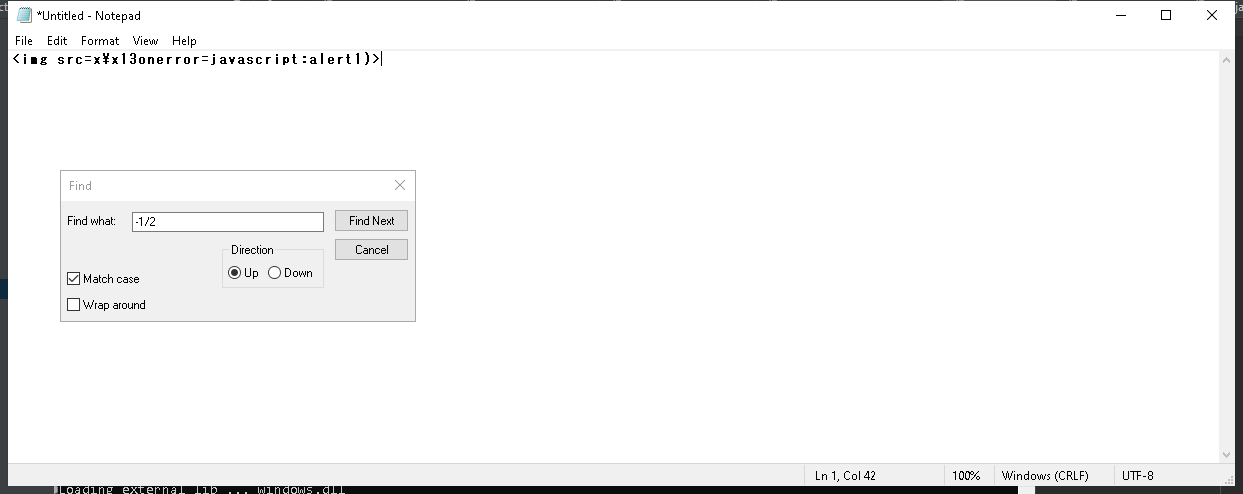 *Untitled - Notepad
File Edit Format View Help
<img src=x¥x13onerror=javascript:alert1)>
Find
Find what: -1/2 Find Next
Direction Cancel
Up Down
Match case
Wrap around
Ln 1, Col 42 100% Windows (CRLF) UTF-8
Loading external lib ... windows.dll